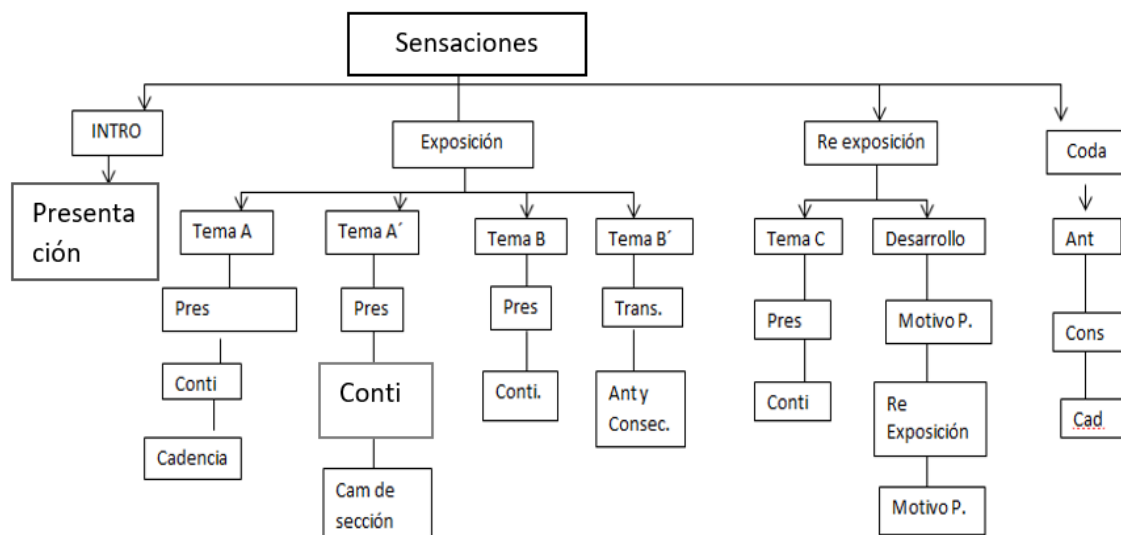 Sensaciones
INTRO
Exposición
Re exposición
Coda
Presenta
ción
Tema A
Tema A´
Tema B
Tema B´
Tema C
Desarrollo
Ant
Pres
Pres
Pres
Trans.
Pres
Motivo P.
Cons
Conti
Conti
Conti.
Ant y
Consec.
Conti
Re
Exposición
Cad
Cadencia
Cam de
sección
Motivo P.